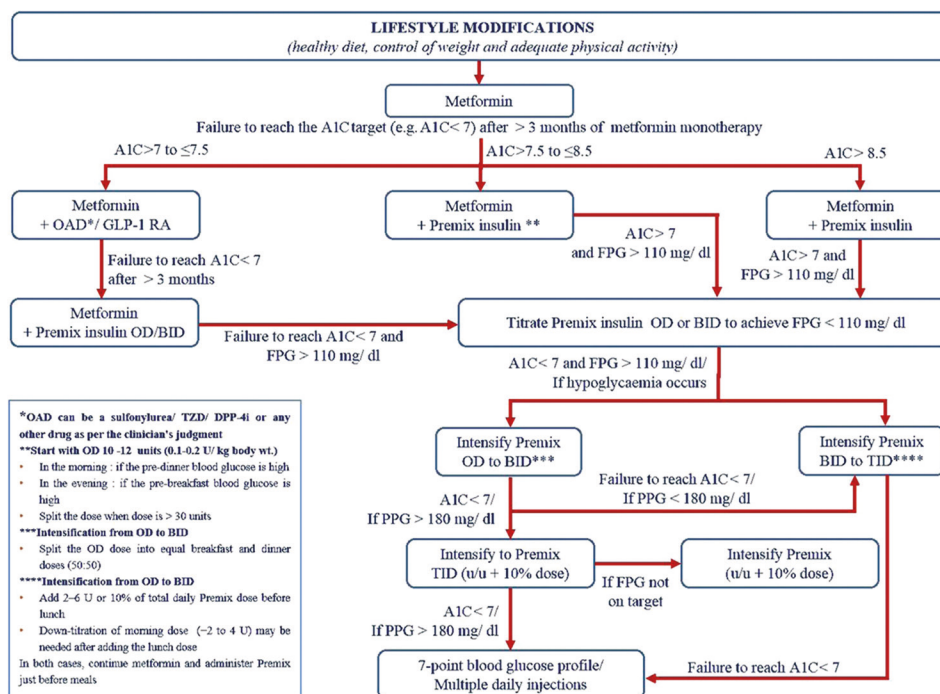 LIFESTYLE MODIFICATIONS
(healthy diet, control of weight and adequate physical activity)
Metformin
Failure to reach the A1C target (e.g. A1C< 7) after > 3 months of metformin monotherapy
A1C>7 to ≤7.5
A1C>7.5 to ≤8.5
A1C> 8.5
Metformin
+ OAD*/ GLP-1 RA
Metformin
+ Premix insulin **
Metformin
+ Premix insulin
Failure to reach A1C< 7
after > 3 months
A1C> 7
and FPG > 110 mg/ dl
A1C> 7 and
FPG > 110 mg/ dl
Metformin
+ Premix insulin OD/BID
Failure to reach A1C< 7 and
FPG > 110 mg/ dl
Titrate Premix insulin OD or BID to achieve FPG < 110 mg/ dl
A1C< 7 and FPG > 110 mg/ dl/
If hypoglycaemia occurs
Intensify Premix
OD to BID***
Intensify Premix
BID to TID****
Failure to reach A1C< 7/
If PPG < 180 mg/ dl
A1C< 7/
If PPG > 180 mg/ dl
Intensify to Premix
TID (u/u + 10% dose)
If FPG not
on target
Intensify Premix
(u/u + 10% dose)
A1C< 7/
If PPG > 180 mg/ dl
Failure to reach A1C< 7
7-point blood glucose profile/
Multiple daily injections
*OAD can be a sulfonylurea/ TZD/ DPP-4i or any
other drug as per the clinician's judgment
**Start with OD 10 -12 units (0.1-0.2 U/ kg body wt.)
• In the morning : if the pre-dinner blood glucose is high
• In the evening : if the pre-breakfast blood glucose is
high
• Split the dose when dose is > 30 units
***Intensification from OD to BID
• Split the OD dose into equal breakfast and dinner
doses (50:50)
****Intensification from OD to BID
• Add 2–6 U or 10% of total daily Premix dose before
lunch
• Down-titration of morning dose (−2 to 4 U) may be
needed after adding the lunch dose
In both cases, continue metformin and administer Premix
just before meals